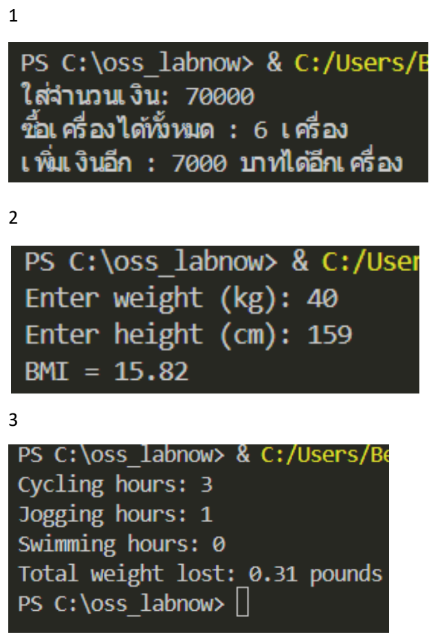 1
PS C:\oss_labnow> & C:/Users/B
ใส่จำนวนเงิน: 70000
ซื้อเครื่องได้ทั้งหมด : 6 เครื่อง
เพิ่มเงินอีก : 7000 บาทได้อีกเครื่อง
2
PS C:\oss_labnow> & C:/User
Enter weight (kg): 40
Enter height (cm): 159
BMI = 15.82
3
PS C:\oss_labnow> & C:/Users/Be
Cycling hours: 3
Jogging hours: 1
Swimming hours: 0
Total weight lost: 0.31 pounds
PS C:\oss_labnow>